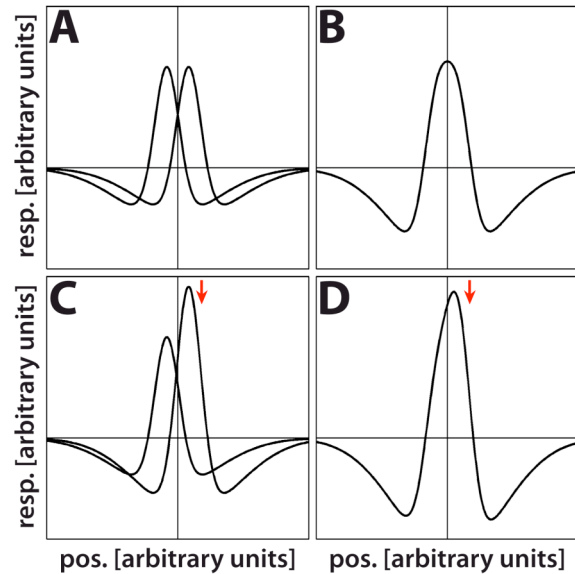 A
B
resp. [arbitrary units]
C
D
resp. [arbitrary units]
pos. [arbitrary units]
pos. [arbitrary units]